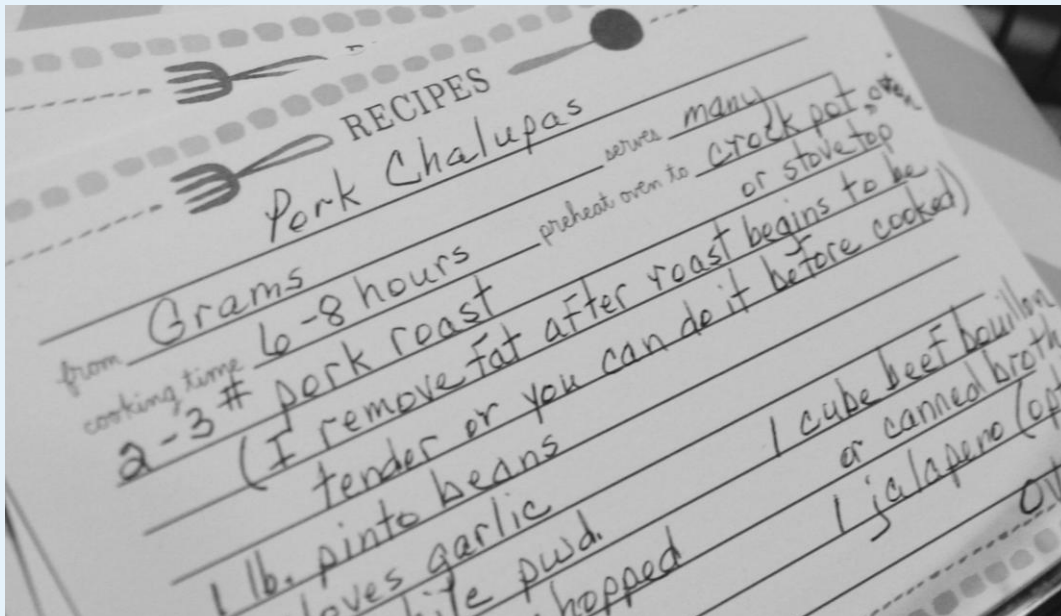 RECIPES
Pork Chalupas
from Grams serves many
cooking time 6-8 hours preheat oven to crock pot, oven
or stovetop
2-3# pork roast
(I remove fat after roast begins to be
tender or you can do it before cooked)
1 lb. pinto beans 1 cube beef bouillon
garlic or canned broth
pwd. 1 jalapeno (opt
hopped